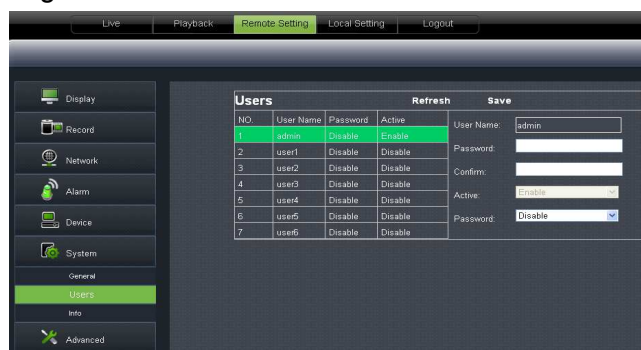 Live Playback Remote Setting Local Setting Logout
Display
Record
Network
Alarm
Device
System
General
Users
Info
Advanced
Users Refresh Save
NO. User Name Password Active
1 admin Disable Enable
2 user1 Disable Disable
3 user2 Disable Disable
4 user3 Disable Disable
5 user4 Disable Disable
6 user5 Disable Disable
7 user6 Disable Disable
User Name: admin
Password:
Confirm:
Active: Enable
Password: Disable